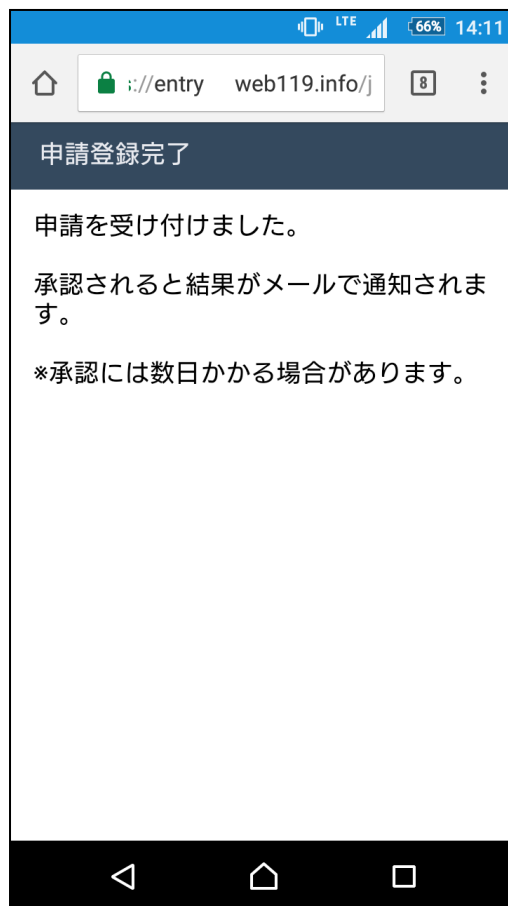 LTE 66% 14:11
s://entry web119.info/j 8
申請登録完了
申請を受け付けました。
承認されると結果がメールで通知されま
す。
※承認には数日かかる場合があります。